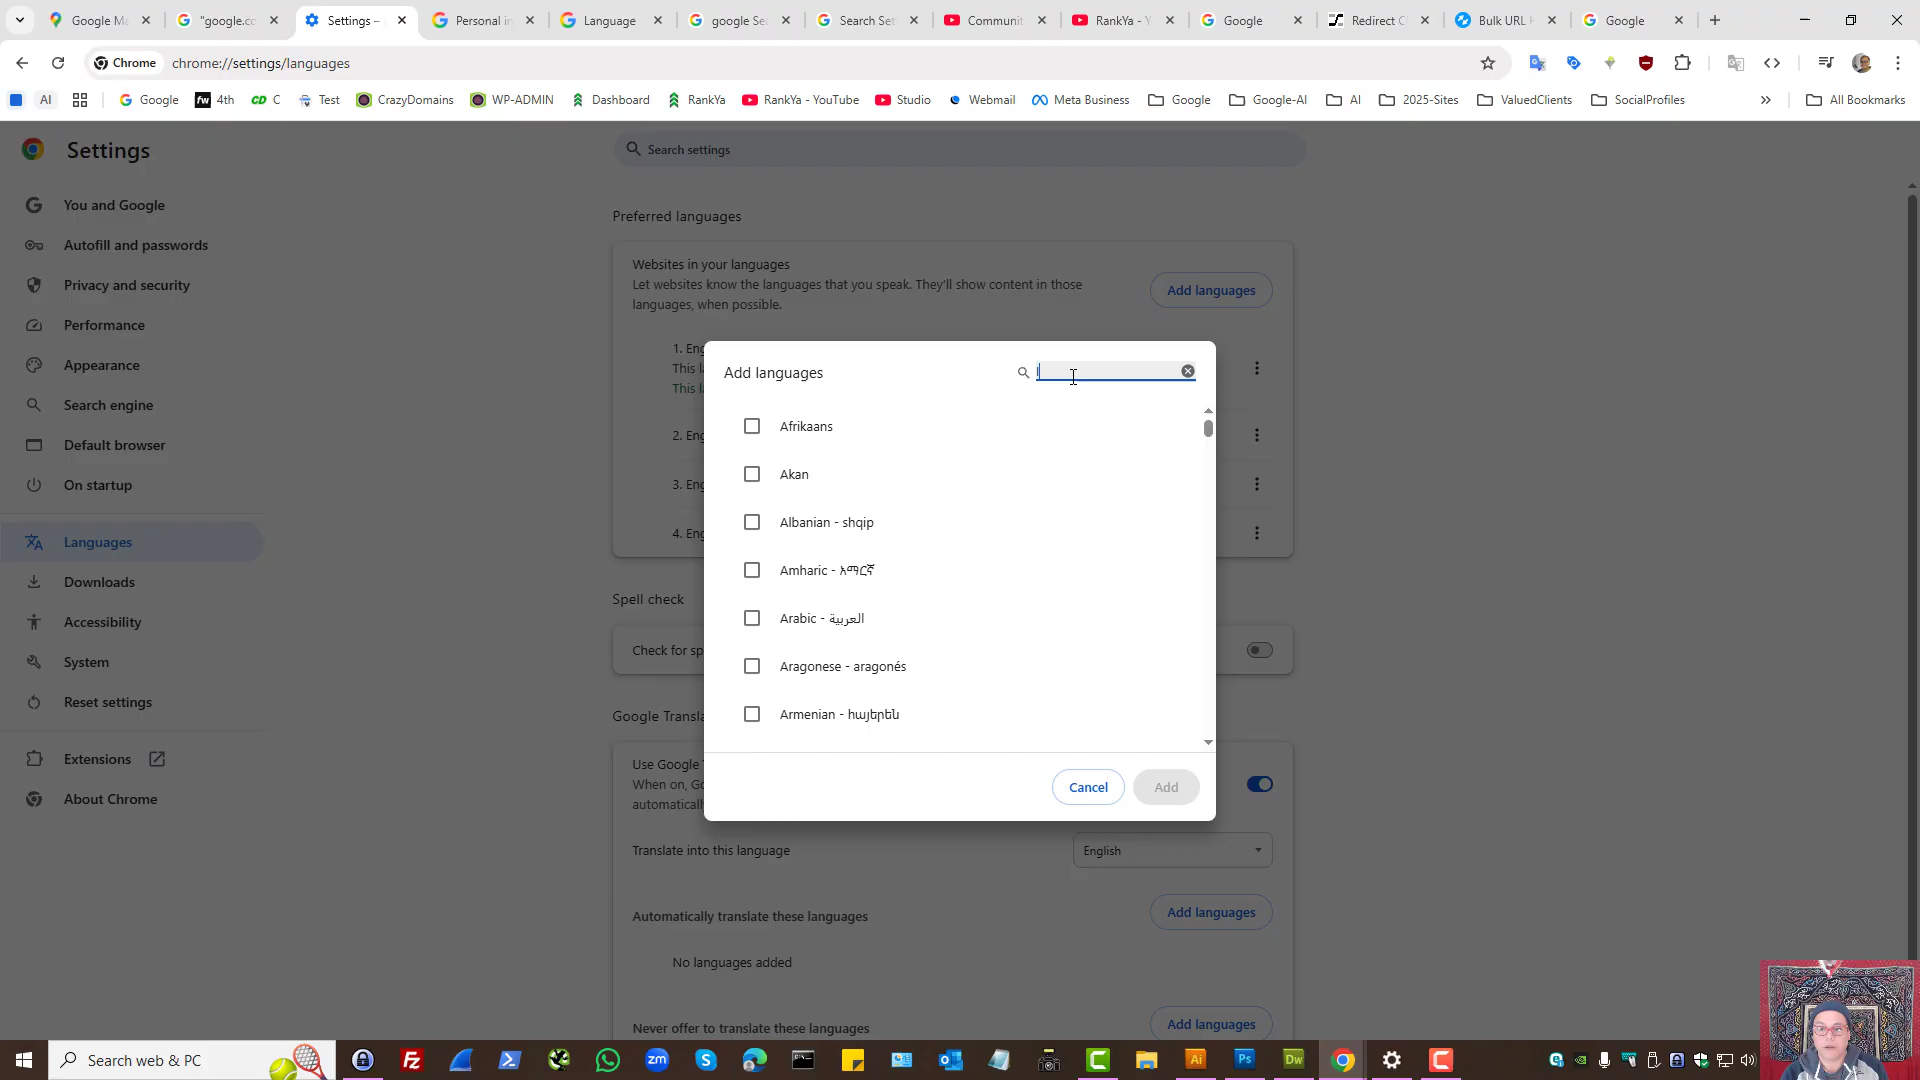 Google Ma
"google.co
Settings –
Personal in
Language
google Sea
Search Set
Communit
RankYa - Y
Google
Redirect C
Bulk URL H
Google
Chrome
chrome://settings/languages
AI
Google
4th
C
Test
CrazyDomains
WP-ADMIN
Dashboard
RankYa
RankYa - YouTube
Studio
Webmail
Meta Business
Google
Google-AI
AI
2025-Sites
ValuedClients
SocialProfiles
All Bookmarks
Settings
Search settings
You and Google
Autofill and passwords
Privacy and security
Performance
Appearance
Search engine
Default browser
On startup
Languages
Downloads
Accessibility
System
Reset settings
Extensions
About Chrome
Preferred languages
Websites in your languages
Let websites know the languages that you speak. They'll show content in those
languages, when possible.
Add languages
1. Eng
This la
This la
2. Eng
3. Eng
4. Eng
Spell check
Check for sp
Google Transla
Use Google T
When on, Go
automatically
Translate into this language
English
Automatically translate these languages
Add languages
No languages added
Never offer to translate these languages
Add languages
Add languages
Afrikaans
Akan
Albanian - shqip
Amharic - አማርኛ
Arabic - العربية
Aragonese - aragonés
Armenian - հայերեն
Cancel
Add
Search web & PC